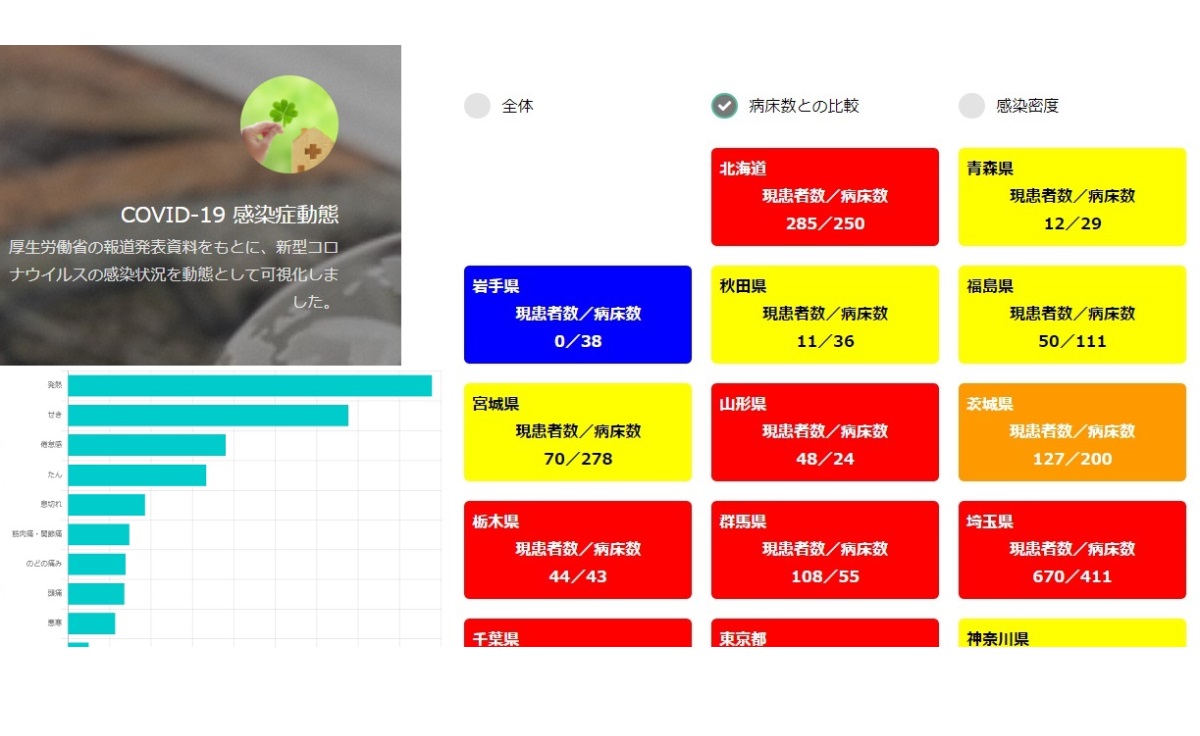 COVID-19 感染症動態
厚生労働省の報道発表資料をもとに、新型コロ
ナウイルスの感染状況を動態として可視化しま
した。
発熱
せき
倦怠感
たん
息切れ
筋肉痛・関節痛
のどの痛み
頭痛
悪寒
全体
病床数との比較
感染密度
北海道
現患者数／病床数
285／250
青森県
現患者数／病床数
12／29
岩手県
現患者数／病床数
0／38
秋田県
現患者数／病床数
11／36
福島県
現患者数／病床数
50／111
宮城県
現患者数／病床数
70／278
山形県
現患者数／病床数
48／24
茨城県
現患者数／病床数
127／200
栃木県
現患者数／病床数
44／43
群馬県
現患者数／病床数
108／55
埼玉県
現患者数／病床数
670／411
千葉県
東京都
神奈川県